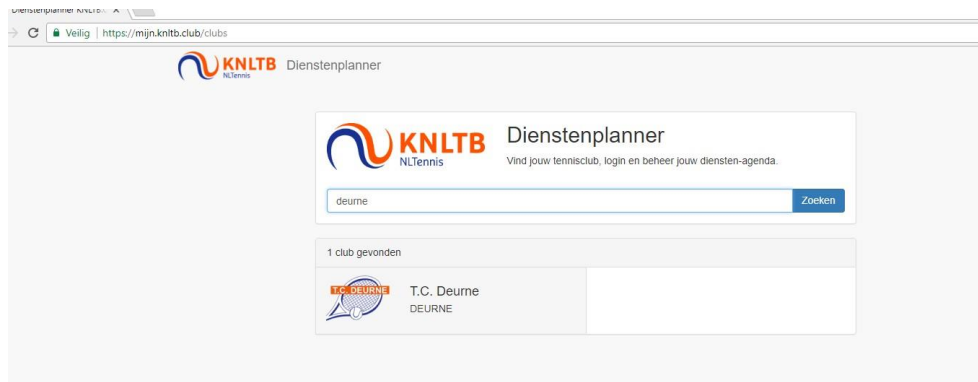 Dienstenplanner KNLTB
Veilig | https://mijn.knltb.club/clubs
KNLTB Dienstenplanner
NLTennis
KNLTB
NLTennis
Dienstenplanner
Vind jouw tennisclub, login en beheer jouw diensten-agenda.
deurne Zoeken
1 club gevonden
T.C. DEURNE
T.C. Deurne
DEURNE